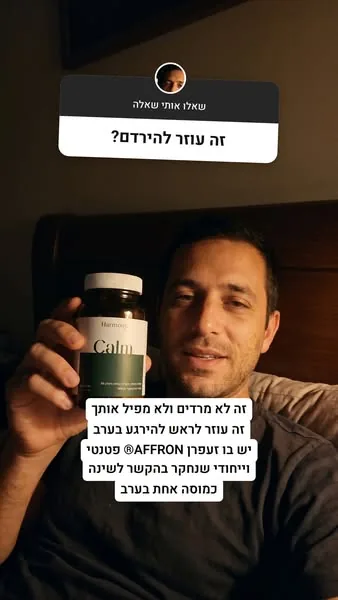 שאלו אותי שאלה
זה עוזר להירדם?
Harmony
Calm
זה לא מרדים ולא מפיל אותך
זה עוזר לראש להירגע בערב
יש בו זעפרן AFFRON® פטנטי
וייחודי שנחקר בהקשר לשינה
כמוסה אחת בערב